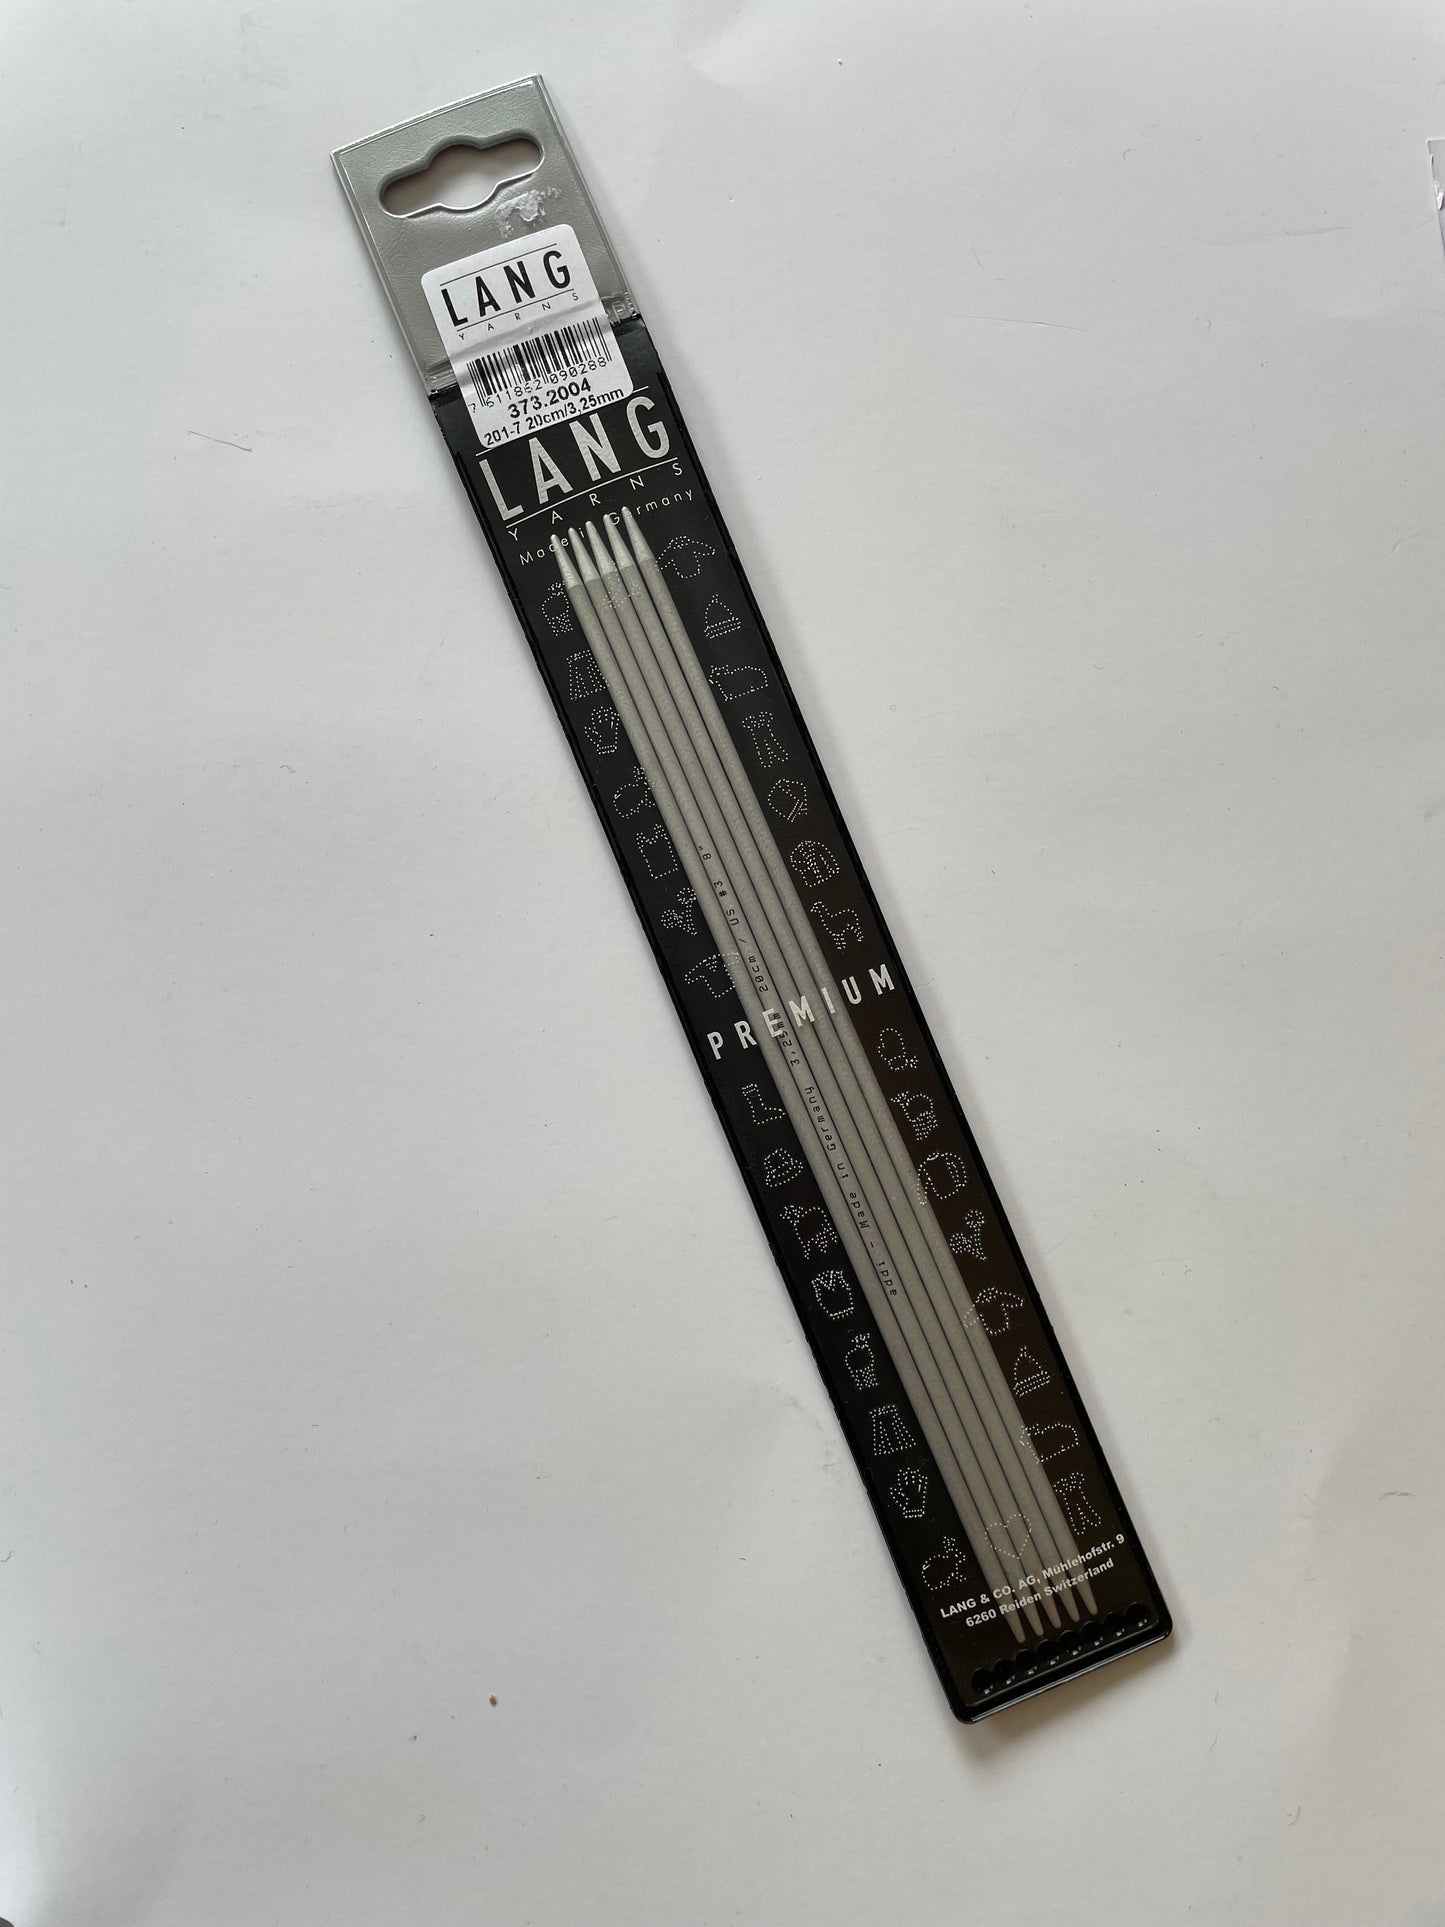 LANG
YARNS
7 611862 090288
373.2004
201-7 20cm/3,25mm
LANG
YARNS
Made in Germany
addi - Made in Germany 3,25mm 20cm / US #3 8"
PREMIUM
LANG & CO. AG, Mühlehofstr. 9
6260 Reiden Switzerland